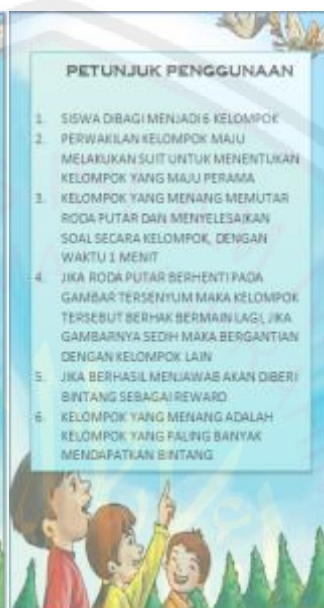 PETUNJUK PENGGUNAAN
1. SISWA DIBAGI MENJADI 6 KELOMPOK
2. PERWAKILAN KELOMPOK MAJU
MELAKUKAN SUIT UNTUK MENENTUKAN
KELOMPOK YANG MAJU PERAMA
3. KELOMPOK YANG MENANG MEMUTAR
RODA PUTAR DAN MENYELESAIKAN
SOAL SECARA KELOMPOK, DENGAN
WAKTU 1 MENIT
4. JIKA RODA PUTAR BERHENTI PADA
GAMBAR TERSENYUM MAKA KELOMPOK
TERSEBUT BERHAK BERMAIN LAGI, JIKA
GAMBARNYA SEDIH MAKA BERGANTIAN
DENGAN KELOMPOK LAIN
5. JIKA BERHASIL MENJAWAB AKAN DIBERI
BINTANG SEBAGAI REWARD
6. KELOMPOK YANG MENANG ADALAH
KELOMPOK YANG PALING BANYAK
MENDAPATKAN BINTANG